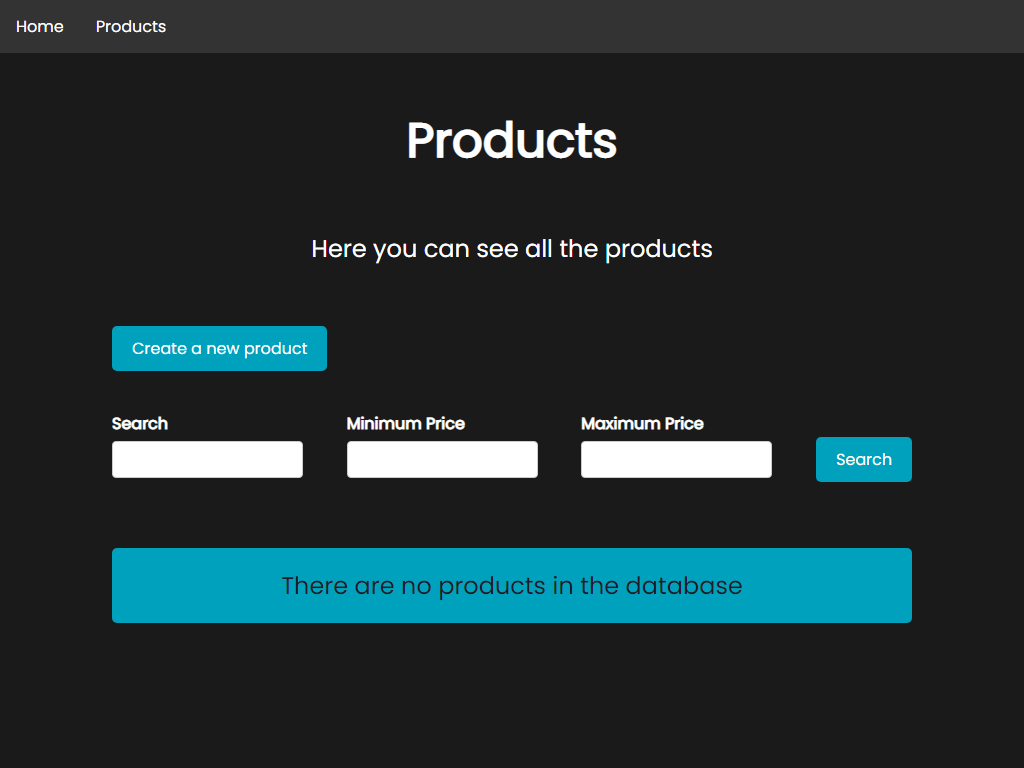 Home Products
Products
Here you can see all the products
Create a new product
Search Minimum Price Maximum Price
Search
There are no products in the database